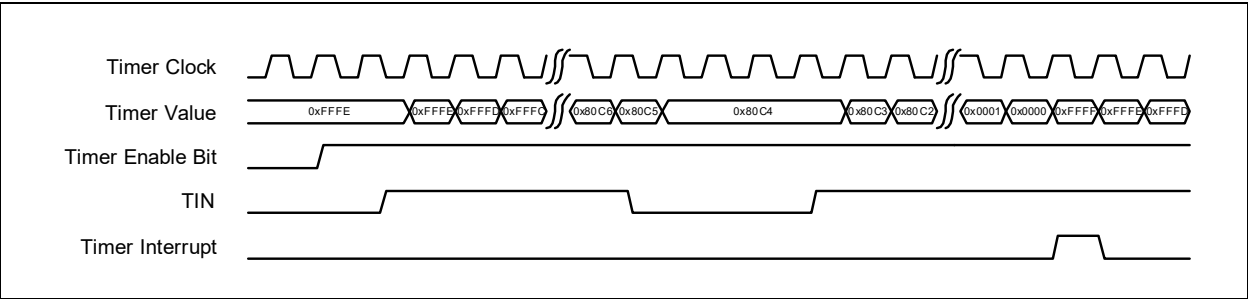 Timer Clock
Timer Value 0xFFFE 0xFFFE 0xFFFD 0xFFFC 0x80C6 0x80C5 0x80C4 0x80C3 0x80C2 0x0001 0x0000 0xFFFF 0xFFFE 0xFFFD
Timer Enable Bit
TIN
Timer Interrupt